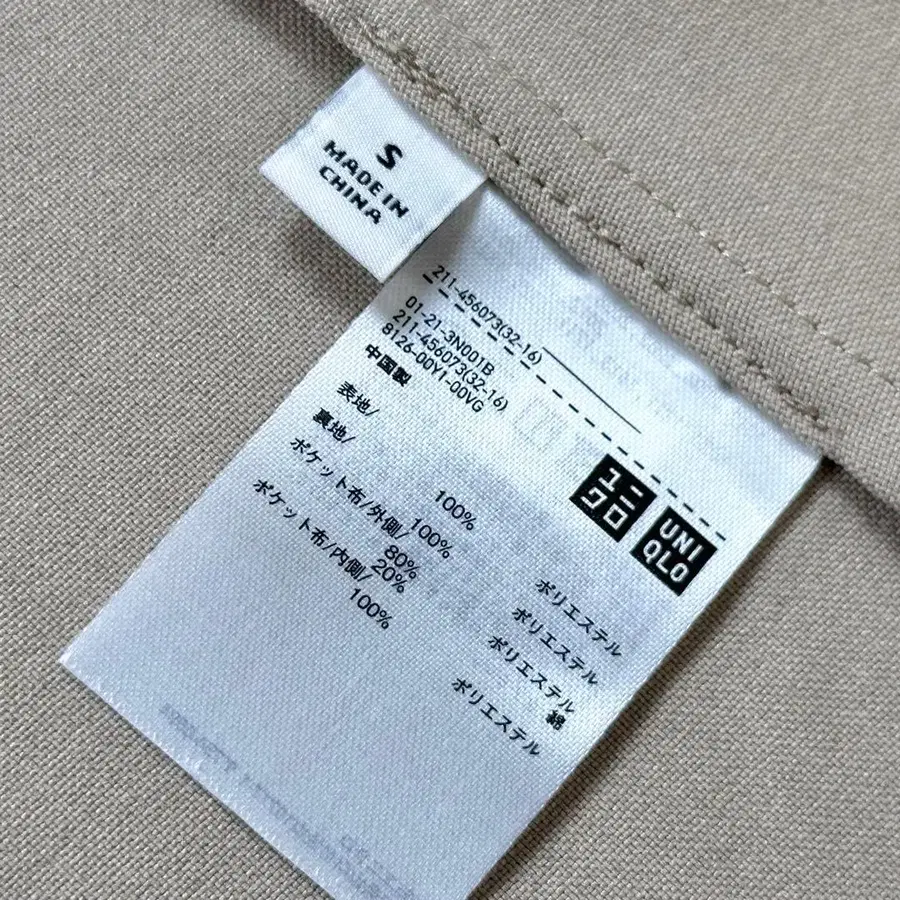 S
MADE IN
CHINA
211-456073(32-16)
01-21-3N001B
211-456073(32-16)
8126-00Y1-00VG
中国製
ユニ
クロ
UNI
QLO
表地/ 100% ポリエステル
裏地/ 100% ポリエステル
ポケット布/外側/ 80% ポリエステル
20% 綿
ポケット布/内側/ 100% ポリエステル